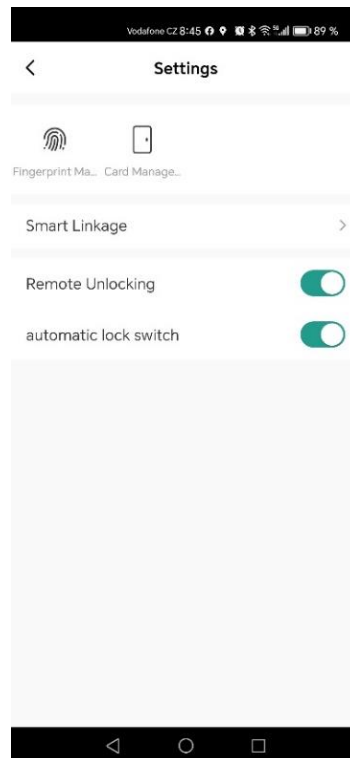 Vodafone CZ 8:45 89 %
Settings
Fingerprint Ma... Card Manage...
Smart Linkage
Remote Unlocking
automatic lock switch